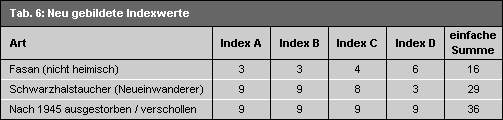 Tab. 6: Neu gebildete Indexwerte
Art Index A Index B Index C Index D einfache Summe
Fasan (nicht heimisch) 3 3 4 6 16
Schwarzhalstaucher (Neueinwanderer) 9 9 8 3 29
Nach 1945 ausgestorben / verschollen 9 9 9 9 36